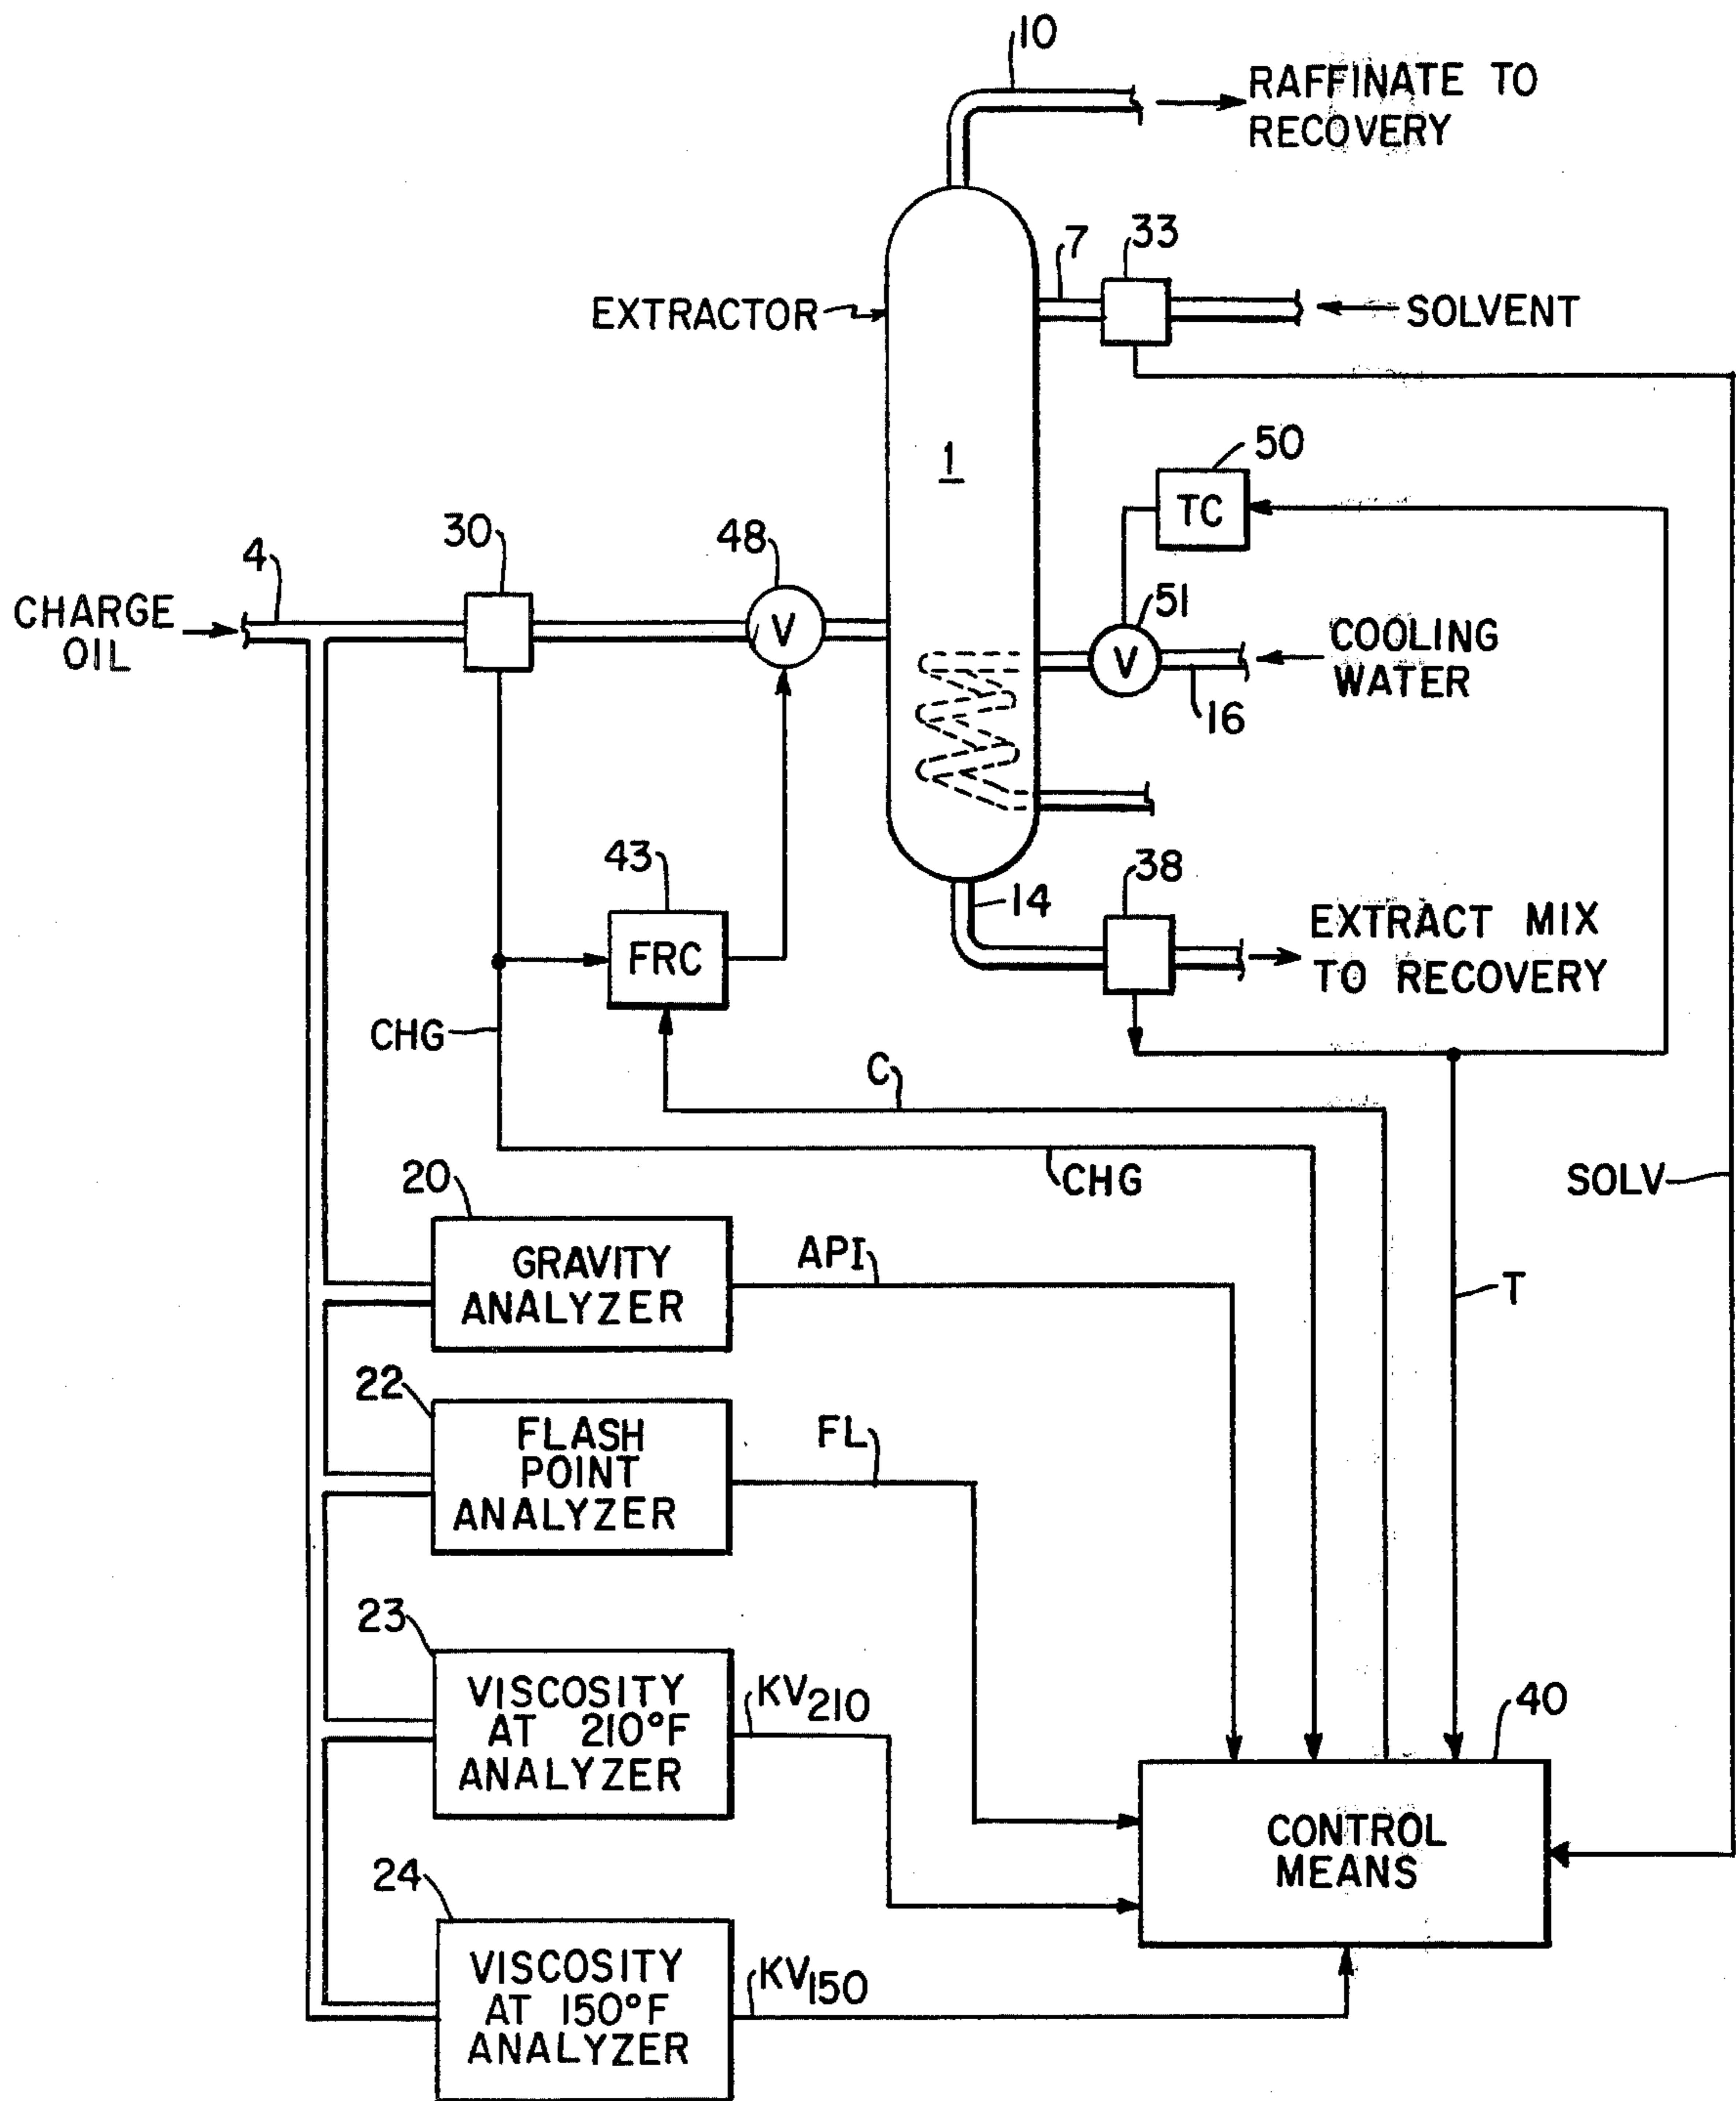 10
RAFFINATE TO
RECOVERY
7
33
EXTRACTOR
SOLVENT
1
50
TC
30
48
4
51
CHARGE
OIL
V
V
COOLING
WATER
16
43
38
14
EXTRACT MIX
TO RECOVERY
FRC
CHG
C
CHG
SOLV
20
GRAVITY
ANALYZER
API
T
22
FLASH
POINT
ANALYZER
FL
23
VISCOSITY
AT 210°F
ANALYZER
KV210
40
CONTROL
MEANS
24
VISCOSITY
AT 150°F
ANALYZER
KV150